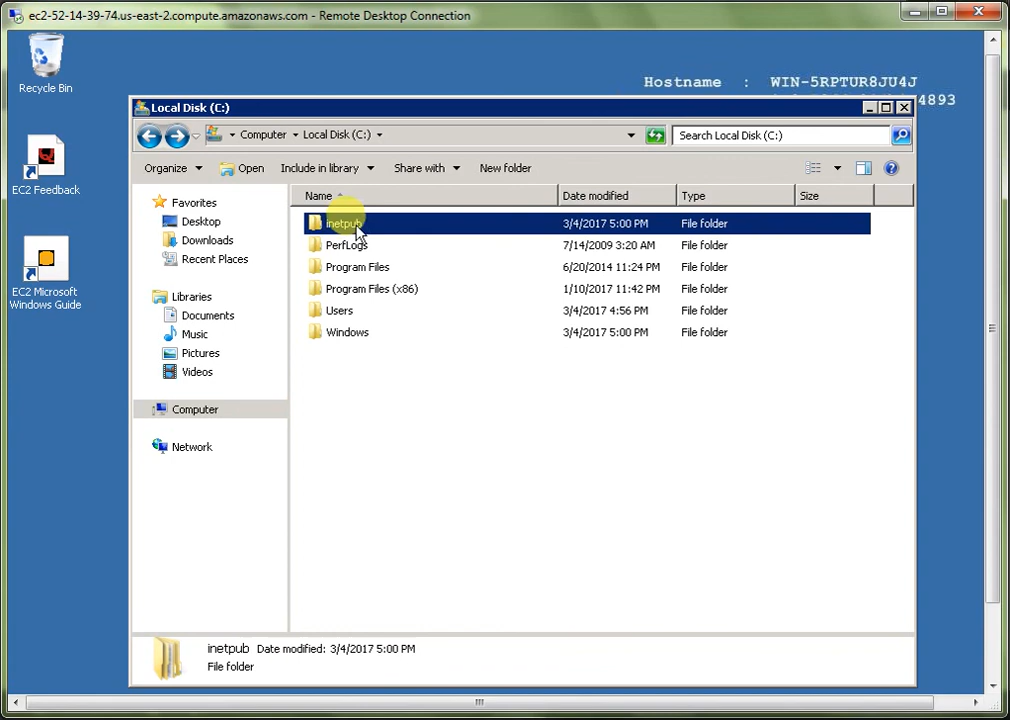 ec2-52-14-39-74.us-east-2.compute.amazonaws.com - Remote Desktop Connection
Recycle Bin
Hostname : WIN-5RPTUR8JU4J
4893
Local Disk (C:)
Computer Local Disk (C:)
Search Local Disk (C:)
EC2 Feedback
Organize Open Include in library Share with New folder
Name Date modified Type Size
Favorites
Desktop
Downloads
Recent Places
Libraries
Documents
Music
Pictures
Videos
Computer
Network
inetpub 3/4/2017 5:00 PM File folder
PerfLogs 7/14/2009 3:20 AM File folder
Program Files 6/20/2014 11:24 PM File folder
Program Files (x86) 1/10/2017 11:42 PM File folder
Users 3/4/2017 4:56 PM File folder
Windows 3/4/2017 5:00 PM File folder
EC2 Microsoft
Windows Guide
inetpub Date modified: 3/4/2017 5:00 PM
File folder